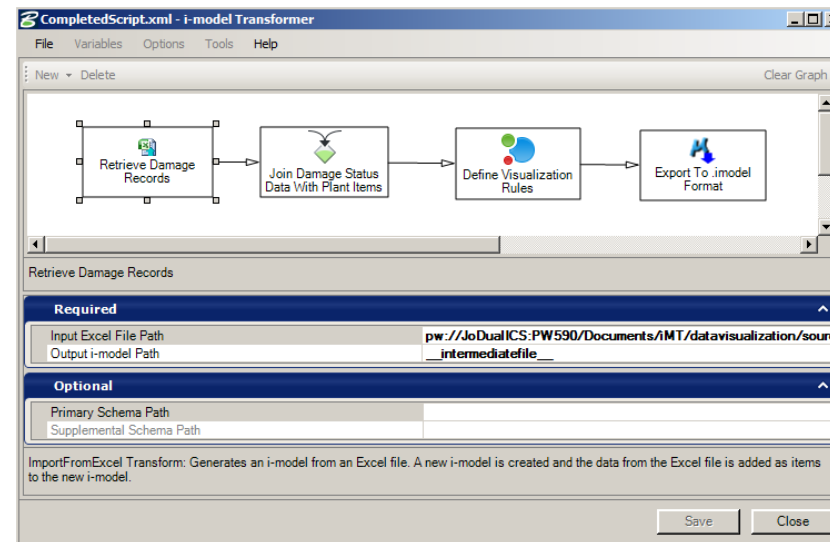 CompletedScript.xml - i-model Transformer
File Variables Options Tools Help
New Delete Clear Graph
Retrieve Damage
Records
Join Damage Status
Data With Plant Items
Define Visualization
Rules
Export To .imodel
Format
Retrieve Damage Records
Required
Input Excel File Path pw://JoDualICS:PW590/Documents/iMT/datavisualization/sour
Output i-model Path __intermediatefile__
Optional
Primary Schema Path
Supplemental Schema Path
ImportFromExcel Transform: Generates an i-model from an Excel file. A new i-model is created and the data from the Excel file is added as items
to the new i-model.
Save Close